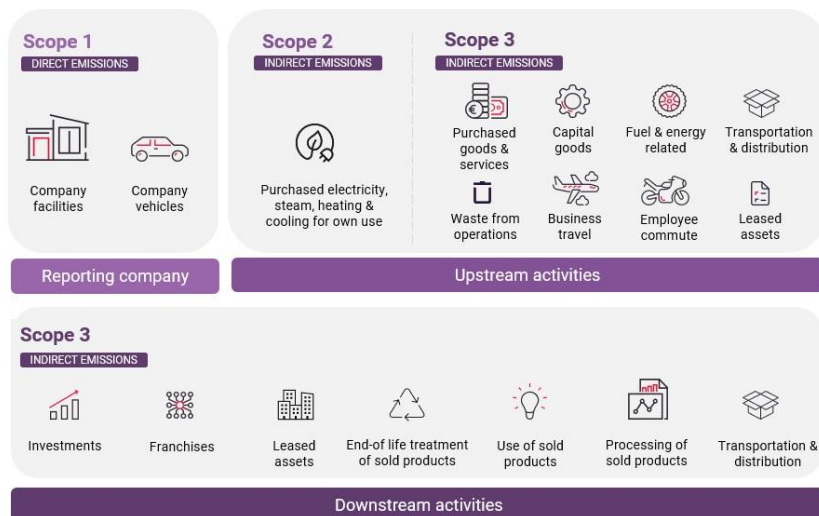 Scope 1
DIRECT EMISSIONS
Company
facilities
Company
vehicles
Reporting company
Scope 2
INDIRECT EMISSIONS
Purchased electricity,
steam, heating &
cooling for own use
Scope 3
INDIRECT EMISSIONS
Purchased
goods &
services
Capital
goods
Fuel & energy
related
Transportation
& distribution
Waste from
operations
Business
travel
Employee
commute
Leased
assets
Upstream activities
Scope 3
INDIRECT EMISSIONS
Investments
Franchises
Leased
assets
End-of life treatment
of sold products
Use of sold
products
Processing of
sold products
Transportation &
distribution
Downstream activities